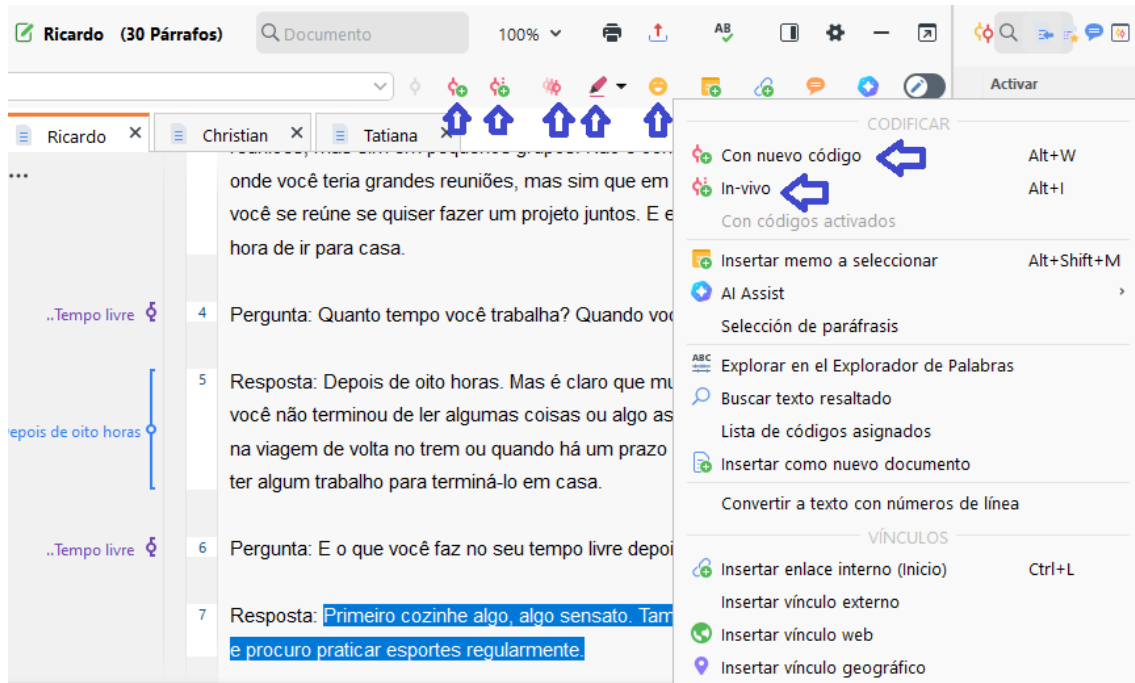 Ricardo (30 Párrafos)
Documento
100%
AB
Activar
Ricardo
Christian
Tatiana
CODIFICAR
Con nuevo código Alt+W
In-vivo Alt+I
Con códigos activados
Insertar memo a seleccionar Alt+Shift+M
AI Assist
Selección de paráfrasis
ABC
Explorar en el Explorador de Palabras
Buscar texto resaltado
Lista de códigos asignados
Insertar como nuevo documento
Convertir a texto con números de línea
VÍNCULOS
Insertar enlace interno (Inicio) Ctrl+L
Insertar vínculo externo
Insertar vínculo web
Insertar vínculo geográfico
onde você teria grandes reuniões, mas sim que em
você se reúne se quiser fazer um projeto juntos. E e
hora de ir para casa.
..Tempo livre
4 Pergunta: Quanto tempo você trabalha? Quando voc
5 Resposta: Depois de oito horas. Mas é claro que mu
você não terminou de ler algumas coisas ou algo as
epois de oito horas
na viagem de volta no trem ou quando há um prazo
ter algum trabalho para terminá-lo em casa.
..Tempo livre
6 Pergunta: E o que você faz no seu tempo livre depoi
7 Resposta: Primeiro cozinhe algo, algo sensato. Tam
e procuro praticar esportes regularmente.